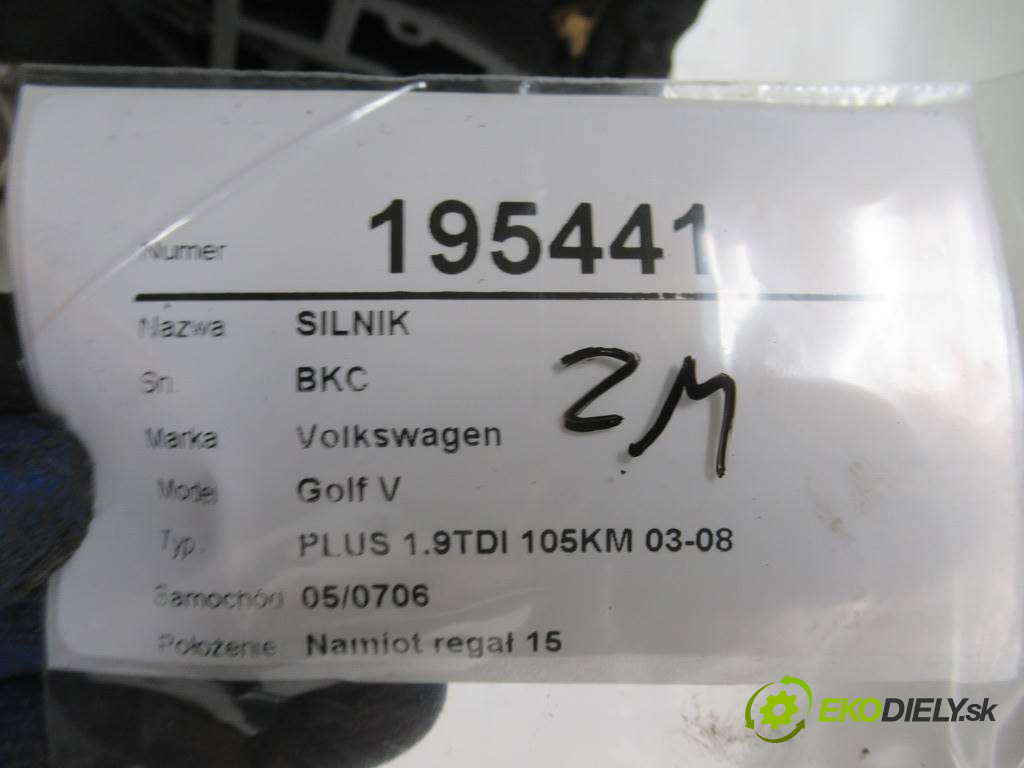 Numer 195441
Nazwa SILNIK
Sn BKC
ZM
Marka Volkswagen
Model Golf V
Typ. PLUS 1.9TDI 105KM 03-08
Samochód 05/0706
Położenie Namiot regał 15
EKODIELY.sk